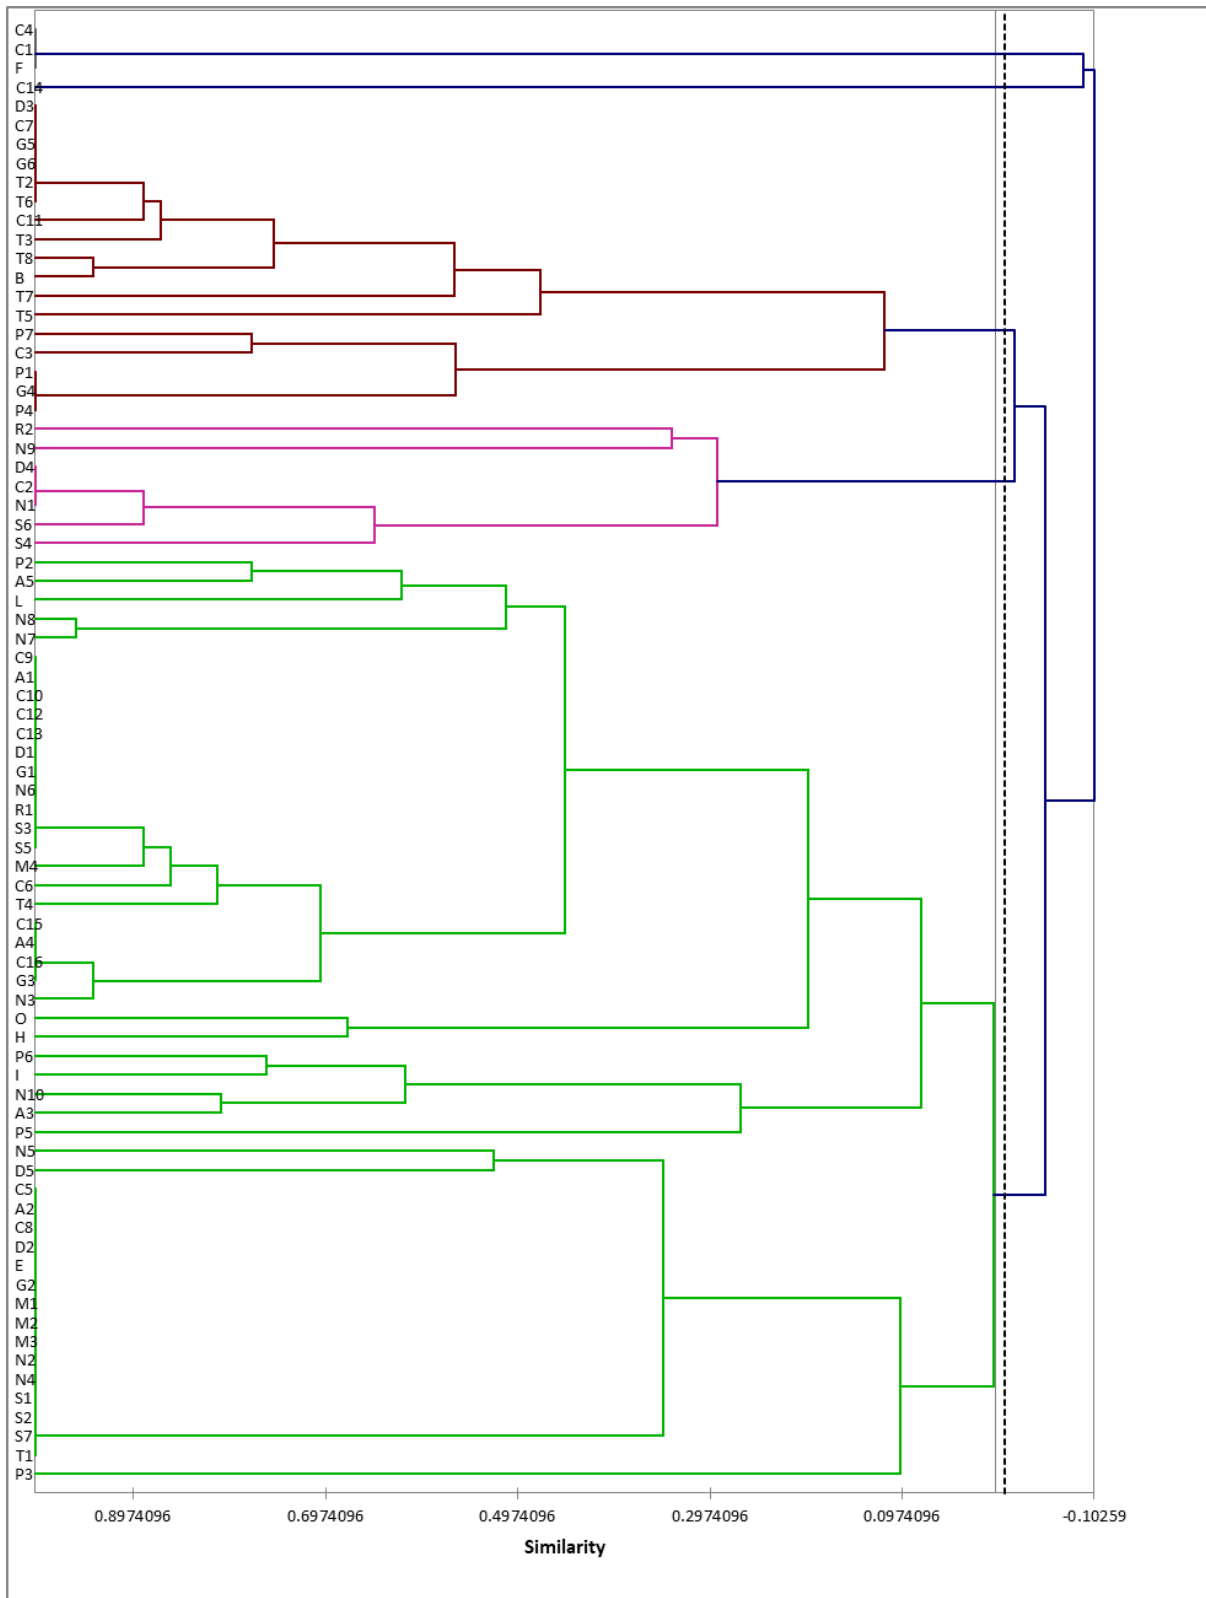 C4
C1
F
C14
D3
C7
G5
G6
T2
T6
C11
T3
T8
B
T7
T5
P7
C3
P1
G4
P4
R2
N9
D4
C2
N1
S6
S4
P2
A5
L
N8
N7
C9
A1
C10
C12
C13
D1
G1
N6
R1
S3
S5
M4
C6
T4
C15
A4
C16
G3
N3
O
H
P6
I
N10
A3
P5
N5
D5
C5
A2
C8
D2
E
G2
M1
M2
M3
N2
N4
S1
S2
S7
T1
P3
0.8974096 0.6974096 0.4974096 0.2974096 0.0974096 -0.10259
Similarity